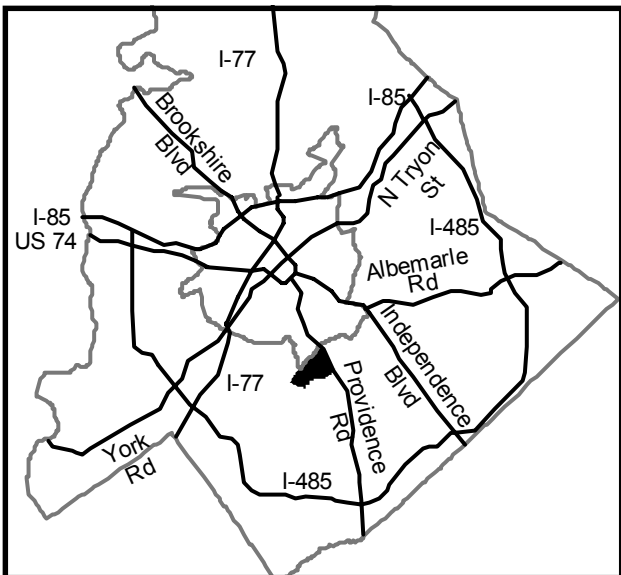 I-77
I-85
Brookshire
Blvd
N Tryon
St
I-85
US 74
I-485
Albemarle
Rd
Independence
Blvd
I-77
Providence
Rd
York
Rd
I-485